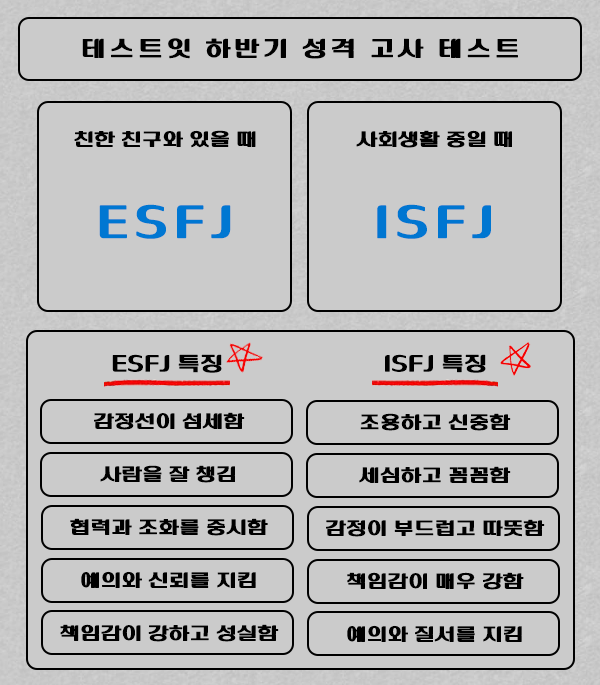 테스트잇 하반기 성격 고사 테스트
친한 친구와 있을 때
ESFJ
사회생활 중일 때
ISFJ
ESFJ 특징
감정선이 섬세함
사람을 잘 챙김
협력과 조화를 중시함
예의와 신뢰를 지킴
책임감이 강하고 성실함
ISFJ 특징
조용하고 신중함
세심하고 꼼꼼함
감정이 부드럽고 따뜻함
책임감이 매우 강함
예의와 질서를 지킴